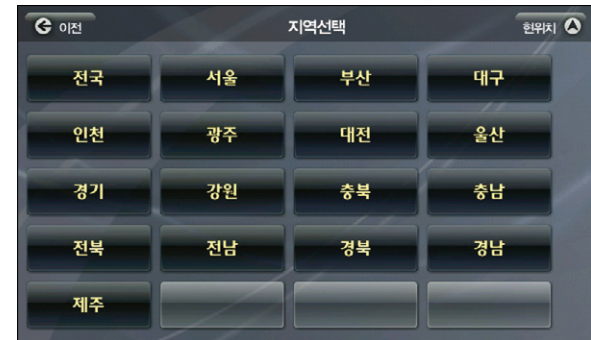 이전 지역선택 현위치
전국 서울 부산 대구
인천 광주 대전 울산
경기 강원 충북 충남
전북 전남 경북 경남
제주